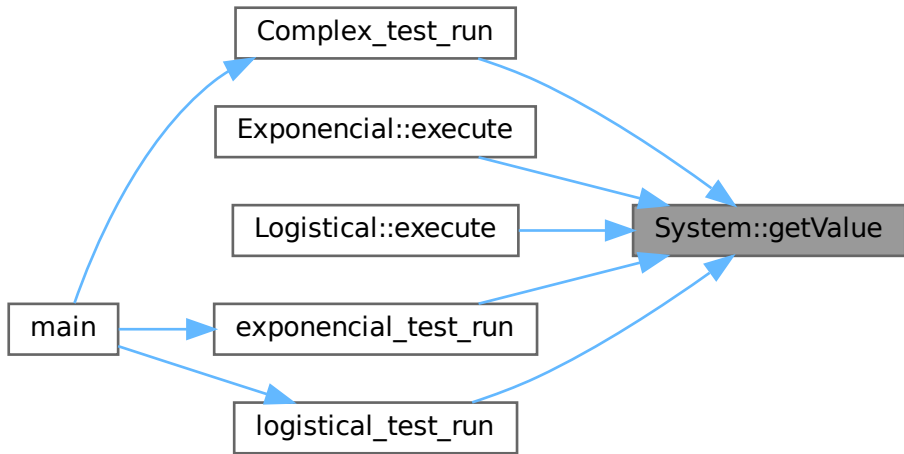 Complex_test_run
Exponencial::execute
Logistical::execute
System::getValue
main
exponencial_test_run
logistical_test_run